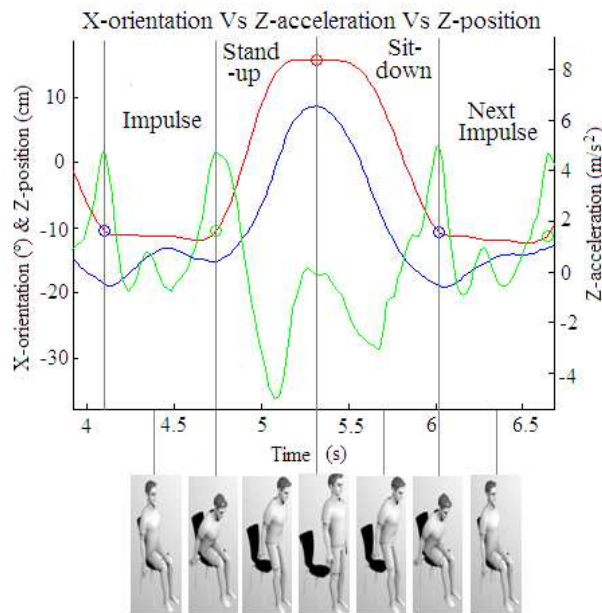 X-orientation Vs Z-acceleration Vs Z-position
Stand
-up
Sit-
down
Impulse
Next
Impulse
X-orientation (°) & Z-position (cm)
10
0
-10
-20
-30
8
6
4
2
0
-2
-4
Z-acceleration (m/s²)
4 4.5 5 5.5 6 6.5
Time (s)